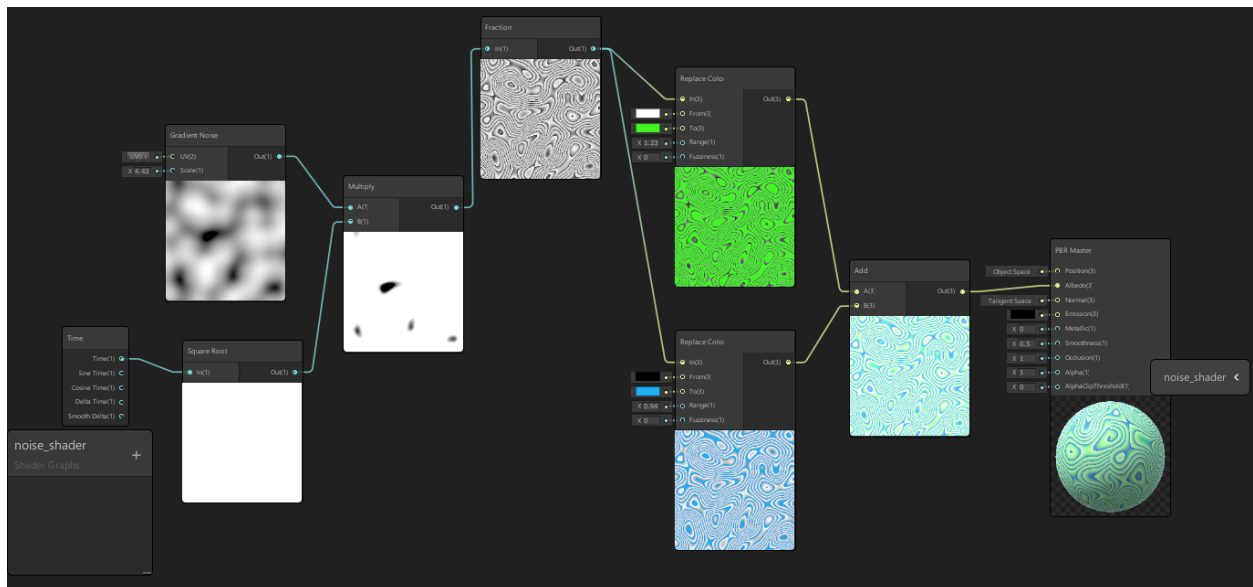 Fraction
In(1) Out(1)
Replace Color
In(3) Out(3)
From(3)
To(3)
X 1.23 Range(1)
X 0 Fuzziness(1)
Gradient Noise
UV0 UV(2) Out(1)
X 4.43 Scale(1)
Multiply
A(1) Out(1)
B(1)
PBR Master
Object Space Position(3)
Albedo(3)
Tangent Space Normal(3)
Emission(3)
X 0 Metallic(1)
X 0.5 Smoothness(1)
X 1 Occlusion(1)
X 1 Alpha(1)
X 0 AlphaClipThreshold(1)
noise_shader
Add
A(3) Out(3)
B(3)
Time
Time(1)
Sine Time(1)
Cosine Time(1)
Delta Time(1)
Smooth Delta(1)
Square Root
In(1) Out(1)
Replace Color
In(3) Out(3)
From(3)
To(3)
X 0.64 Range(1)
X 0 Fuzziness(1)
noise_shader +
Shader Graphs